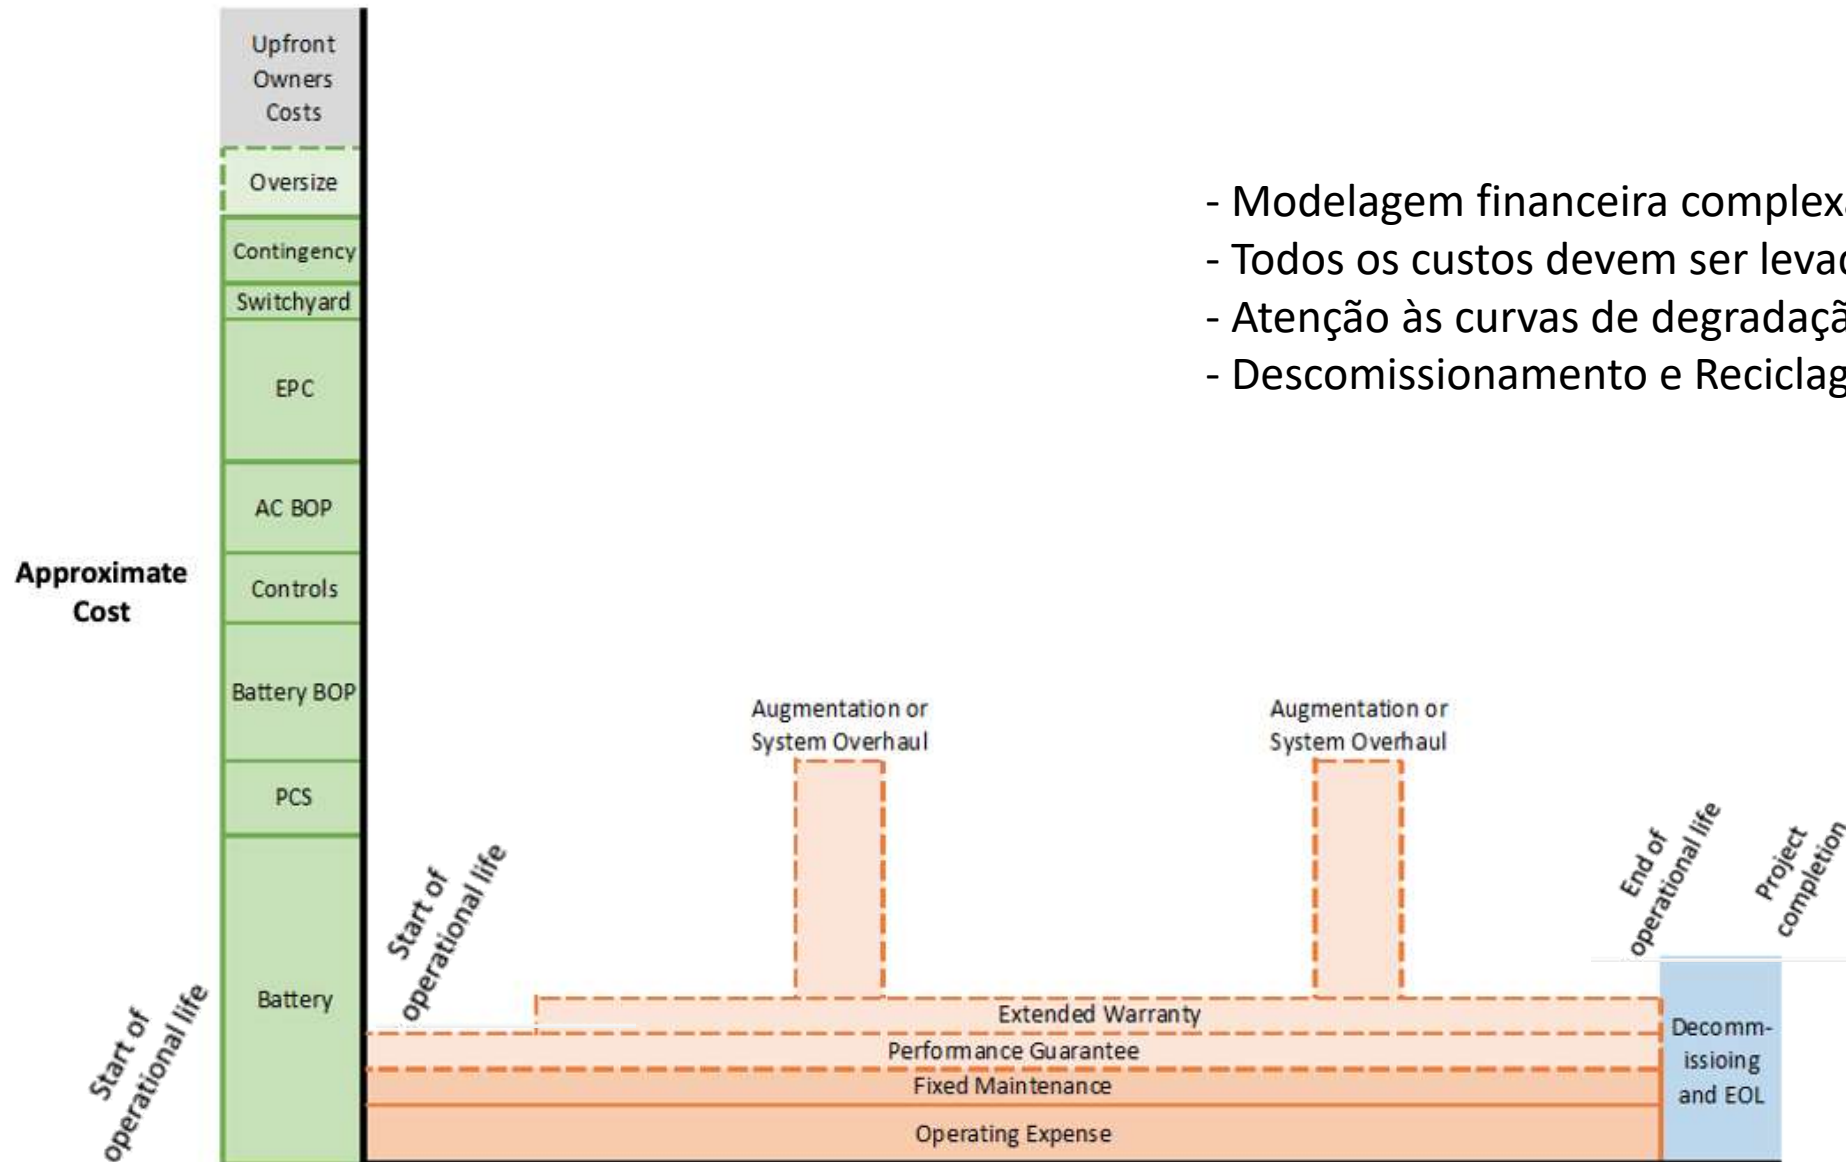 Upfront
Owners
Costs
Oversize
Contingency
Switchyard
EPC
AC BOP
Controls
Battery BOP
PCS
Battery
Approximate
Cost
- Modelagem financeira complexa
- Todos os custos devem ser levad
- Atenção às curvas de degradaçã
- Descomissionamento e Reciclag
Augmentation or
System Overhaul
Augmentation or
System Overhaul
Start of
operational life
Start of
operational life
End of
operational life
Project
completion
Extended Warranty
Performance Guarantee
Fixed Maintenance
Operating Expense
Decomm-
issioing
and EOL